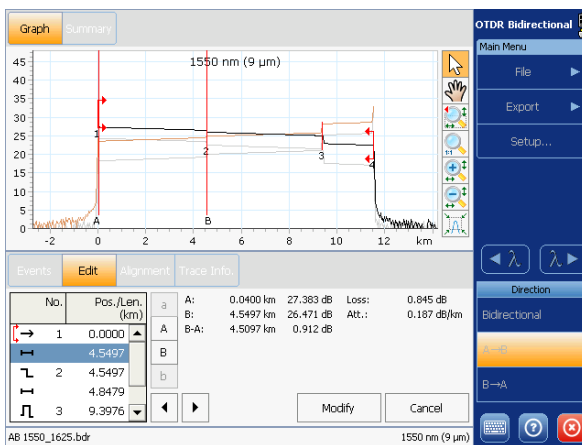 Graph Summary
OTDR Bidirectional
Main Menu
File
Export
Setup...
1550 nm (9 µm)
45
40
35
30
25
20
15
10
5
0
1
2
3
4
A
B
-2 0 2 4 6 8 10 12 km
1:1
λ λ
Events Edit Alignment Trace Info.
No. Pos./Len. (km)
1 0.0000
4.5497
2 4.5497
4.8479
3 9.3976
a
A
B
b
A: 0.0400 km 27.383 dB Loss: 0.845 dB
B: 4.5497 km 26.471 dB Att.: 0.187 dB/km
B-A: 4.5097 km 0.912 dB
Modify Cancel
Direction
Bidirectional
A→B
B→A
AB 1550_1625.bdr 1550 nm (9 µm)